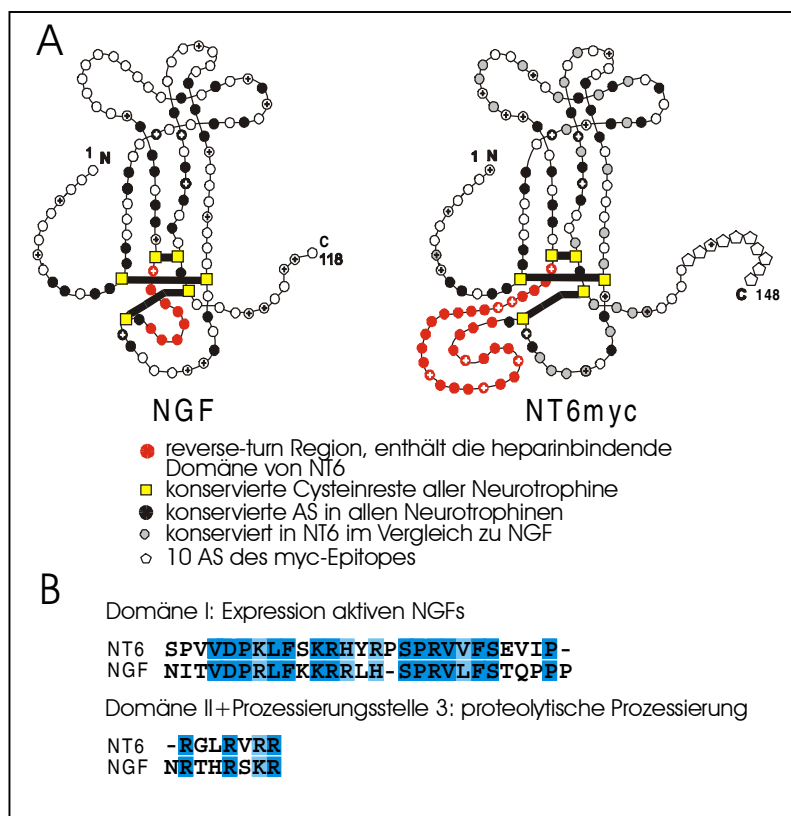 A
1 N
C
118
NGF
1 N
C 148
NT6myc
reverse-turn Region, enthält die heparinbindende
Domäne von NT6
konservierte Cysteinreste aller Neurotrophine
konservierte AS in allen Neurotrophinen
konserviert in NT6 im Vergleich zu NGF
10 AS des myc-Epitopes
B
Domäne I: Expression aktiven NGFs
NT6 SPVVDPKLFSKRHYRPSPRVVFSEVIP-
NGF NITVDPRLFKKRRLH-SPRVLFSTQPPP
Domäne II+Prozessierungsstelle 3: proteolytische Prozessierung
NT6 -RGLRVRR
NGF NRTHRSKR